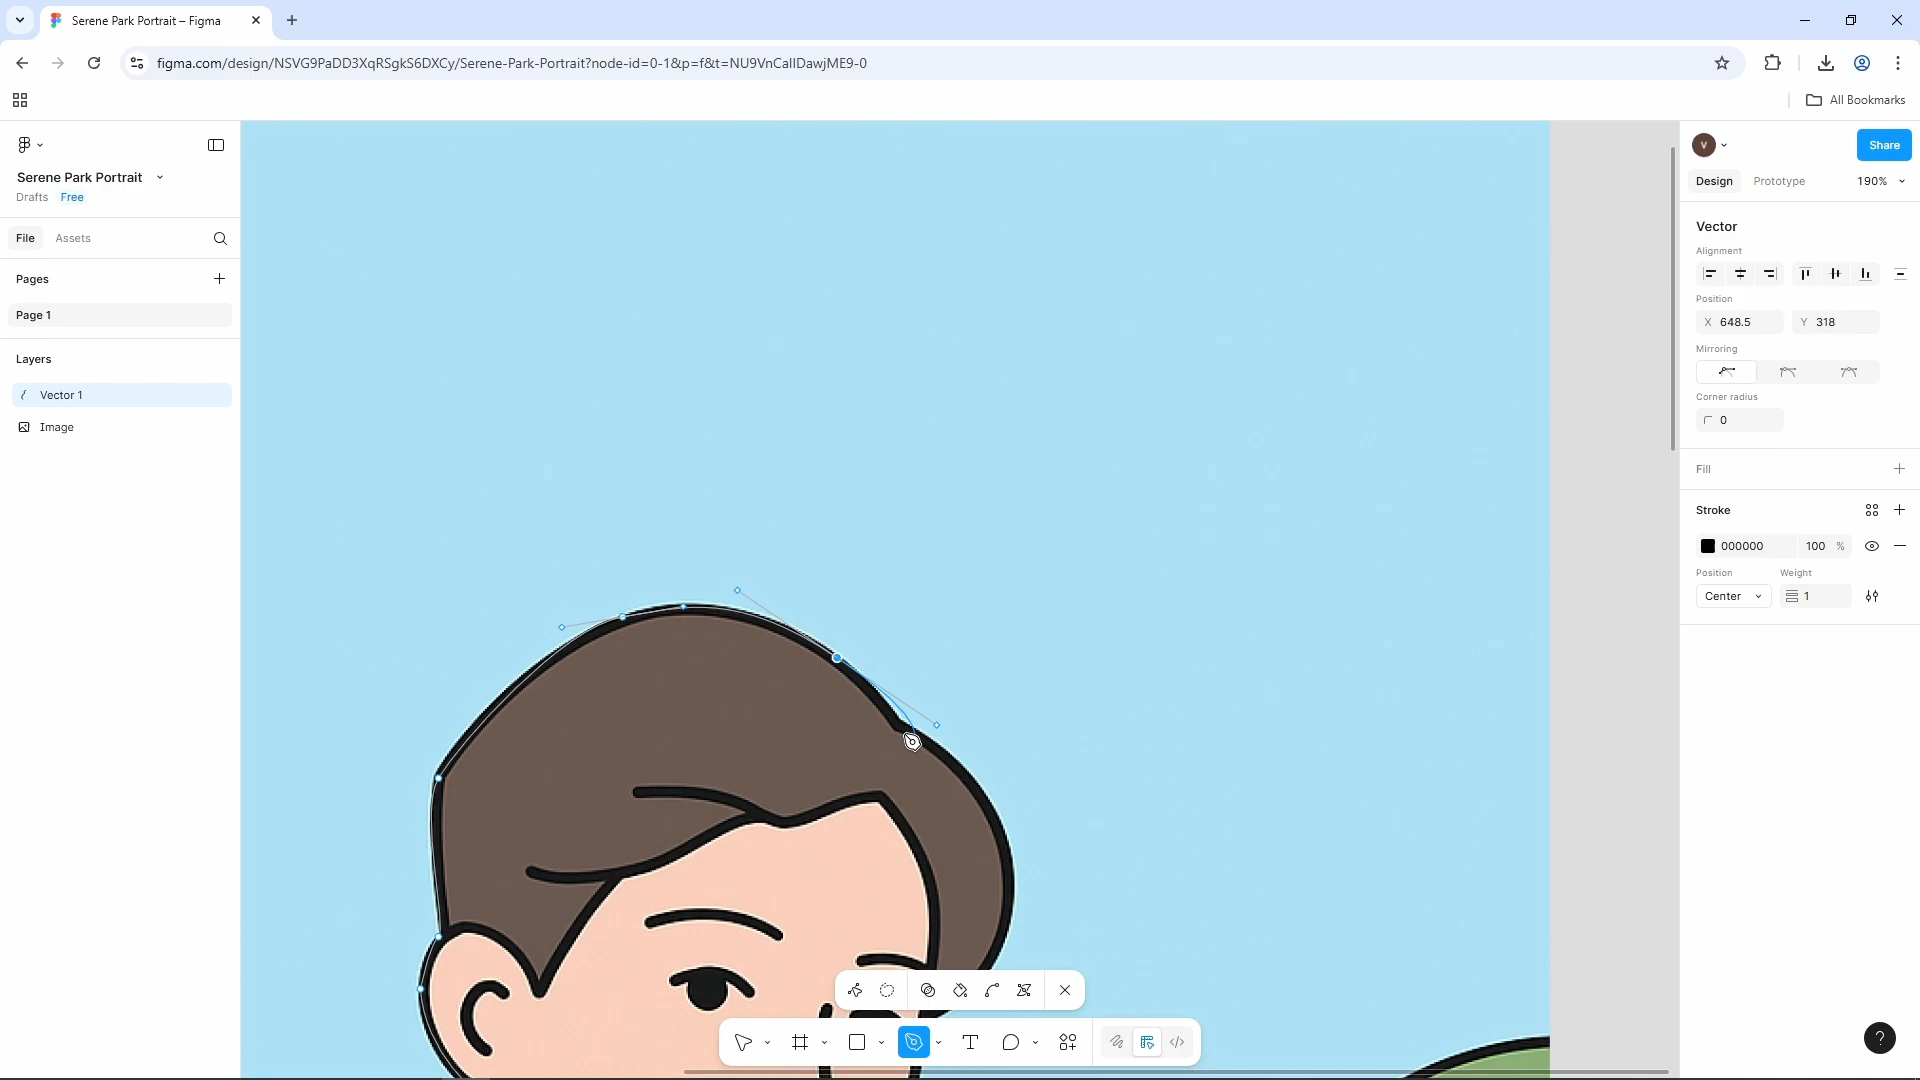 Serene Park Portrait – Figma
figma.com/design/NSVG9PaDD3XqRSgkS6DXCy/Serene-Park-Portrait?node-id=0-1&p=f&t=NU9VnCalIDawjME9-0
All Bookmarks
Serene Park Portrait
Drafts Free
File Assets
Pages
Page 1
Layers
Vector 1
Image
V
Share
Design Prototype 190%
Vector
Alignment
Position
X 648.5 Y 318
Mirroring
Corner radius
0
Fill
Stroke
000000 100 %
Position Weight
Center 1
T
?